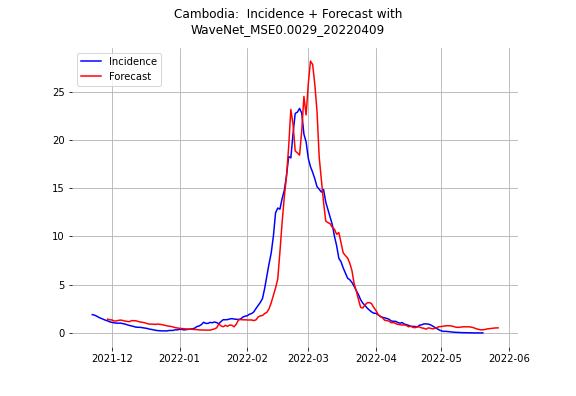 Cambodia:  Incidence + Forecast with
WaveNet_MSE0.0029_20220409
Incidence
Forecast
25
20
15
10
5
0
2021-12 2022-01 2022-02 2022-03 2022-04 2022-05 2022-06